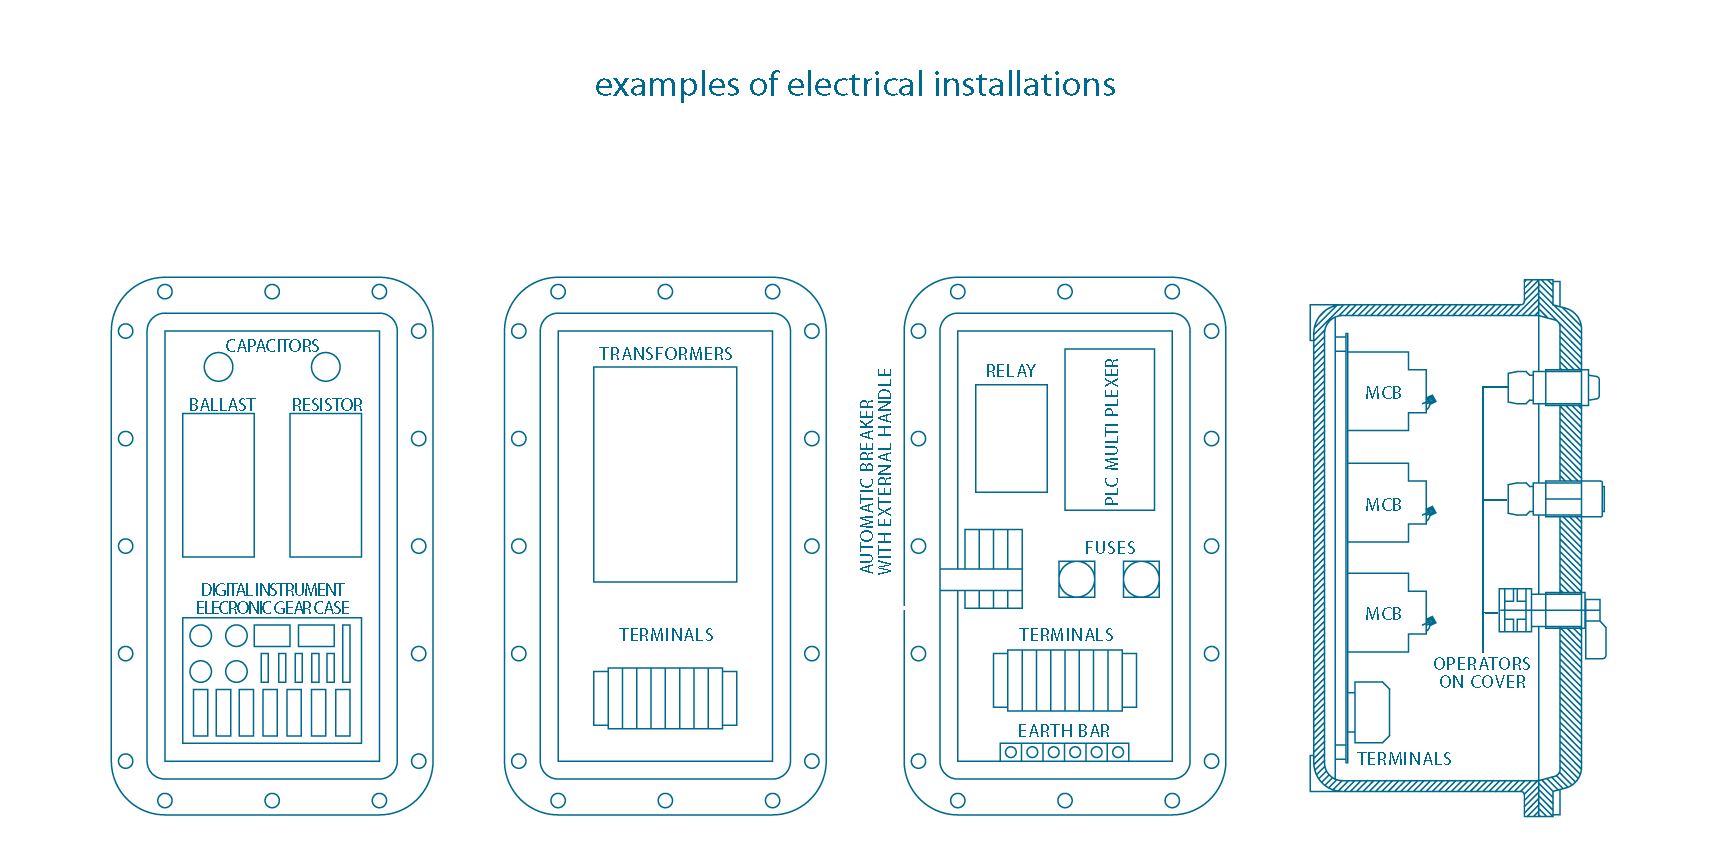 examples of electrical installations
CAPACITORS
BALLAST
RESISTOR
DIGITAL INSTRUMENT
ELECRONIC GEAR CASE
TRANSFORMERS
TERMINALS
AUTOMATIC BREAKER
WITH EXTERNAL HANDLE
RELAY
PLC MULTI PLEXER
FUSES
TERMINALS
EARTH BAR
MCB
MCB
MCB
OPERATORS
ON COVER
TERMINALS